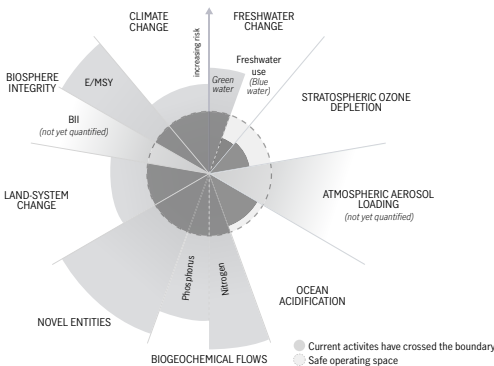 CLIMATE
CHANGE
FRESHWATER
CHANGE
increasing risk
Freshwater
use
(Blue
water)
Green
water
BIOSPHERE
INTEGRITY
E/MSY
STRATOSPHERIC OZONE
DEPLETION
BII
(not yet quantified)
LAND-SYSTEM
CHANGE
ATMOSPHERIC AEROSOL
LOADING
(not yet quantified)
Phosphorus
Nitrogen
OCEAN
ACIDIFICATION
NOVEL ENTITIES
BIOGEOCHEMICAL FLOWS
Current activites have crossed the boundary
Safe operating space